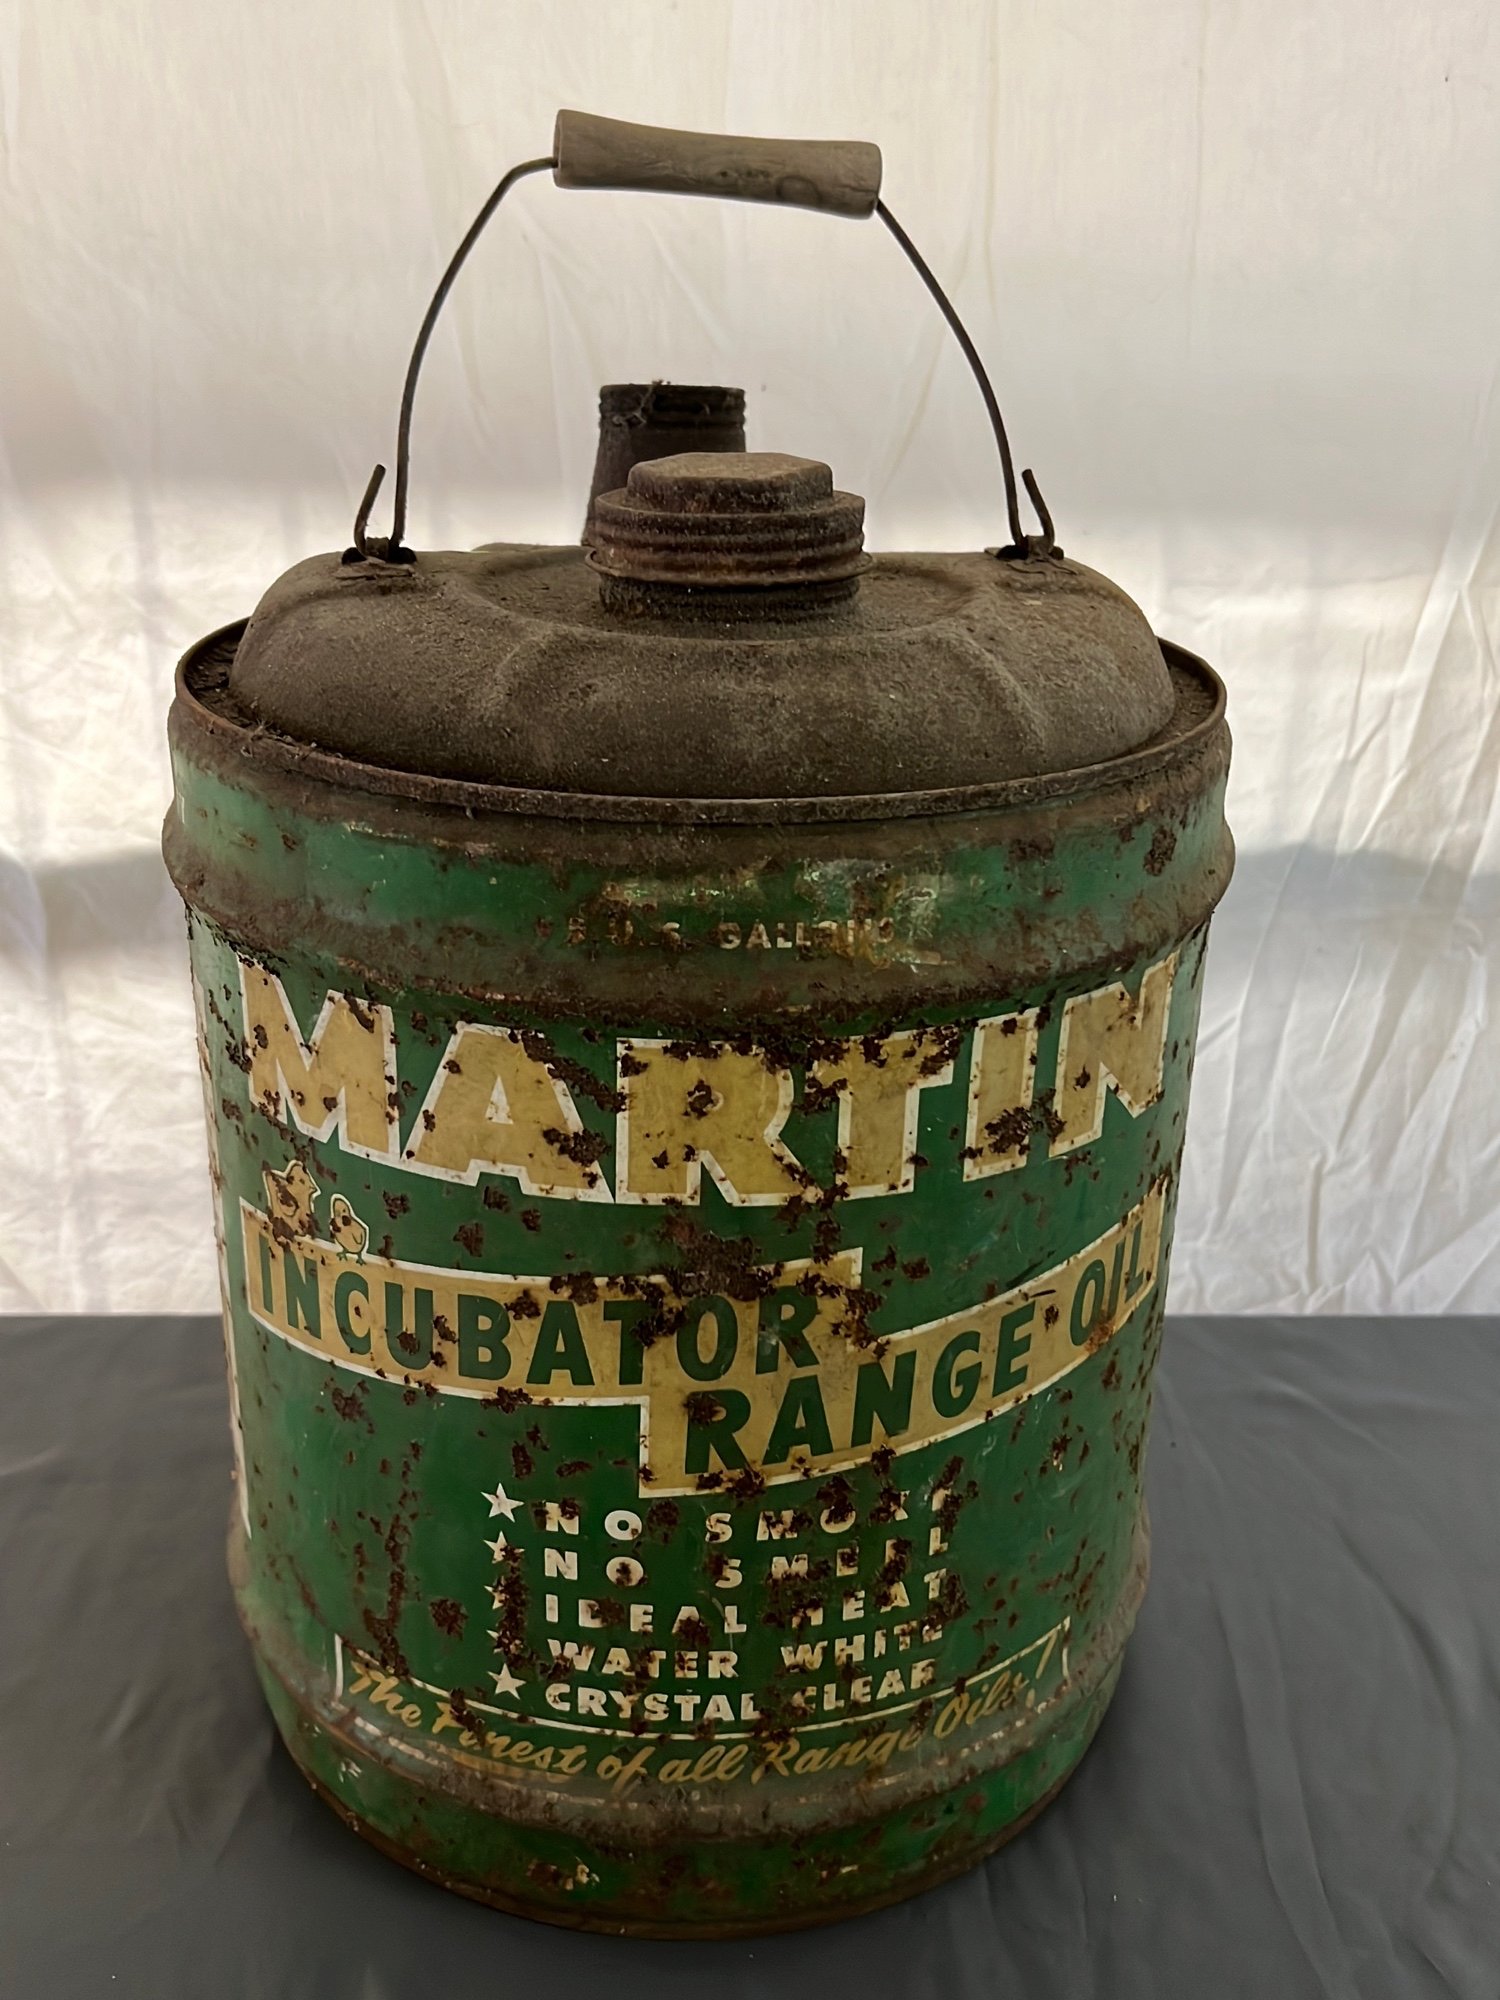 5 U.S. GALLONS
MARTIN
INCUBATOR
RANGE OIL
NO SMOKE
NO SMELL
IDEAL HEAT
WATER WHITE
CRYSTAL CLEAR
The Finest of all Range Oils